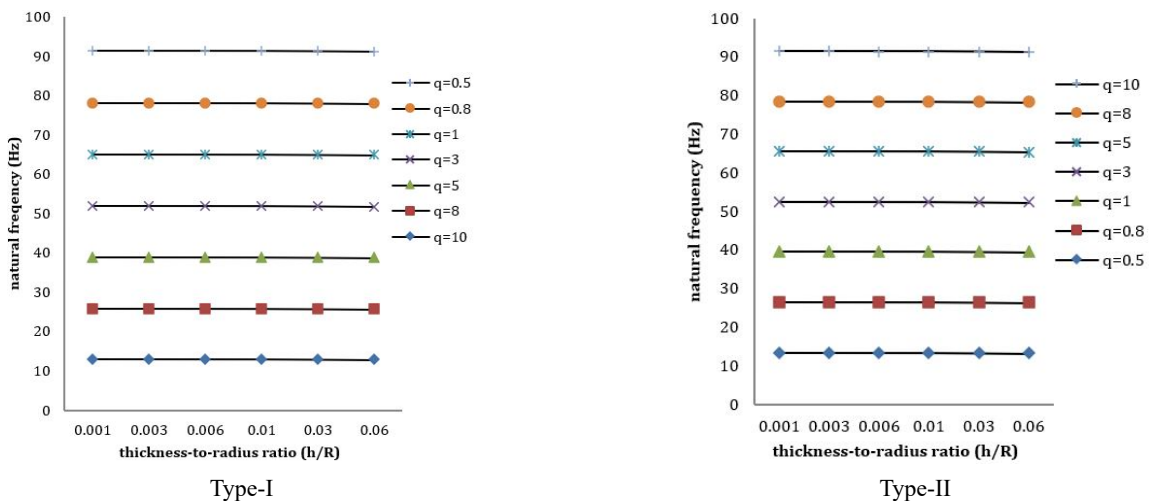 100
90
80
70
60
50
40
30
20
10
0
natural freqency (Hz)
0.001 0.003 0.006 0.01 0.03 0.06
thickness-to-radius ratio (h/R)
q=0.5
q=0.8
q=1
q=3
q=5
q=8
q=10
Type-I
100
90
80
70
60
50
40
30
20
10
0
natural frequency (Hz)
0.001 0.003 0.006 0.01 0.03 0.06
thickness-to-radius ratio (h/R)
q=10
q=8
q=5
q=3
q=1
q=0.8
q=0.5
Type-II